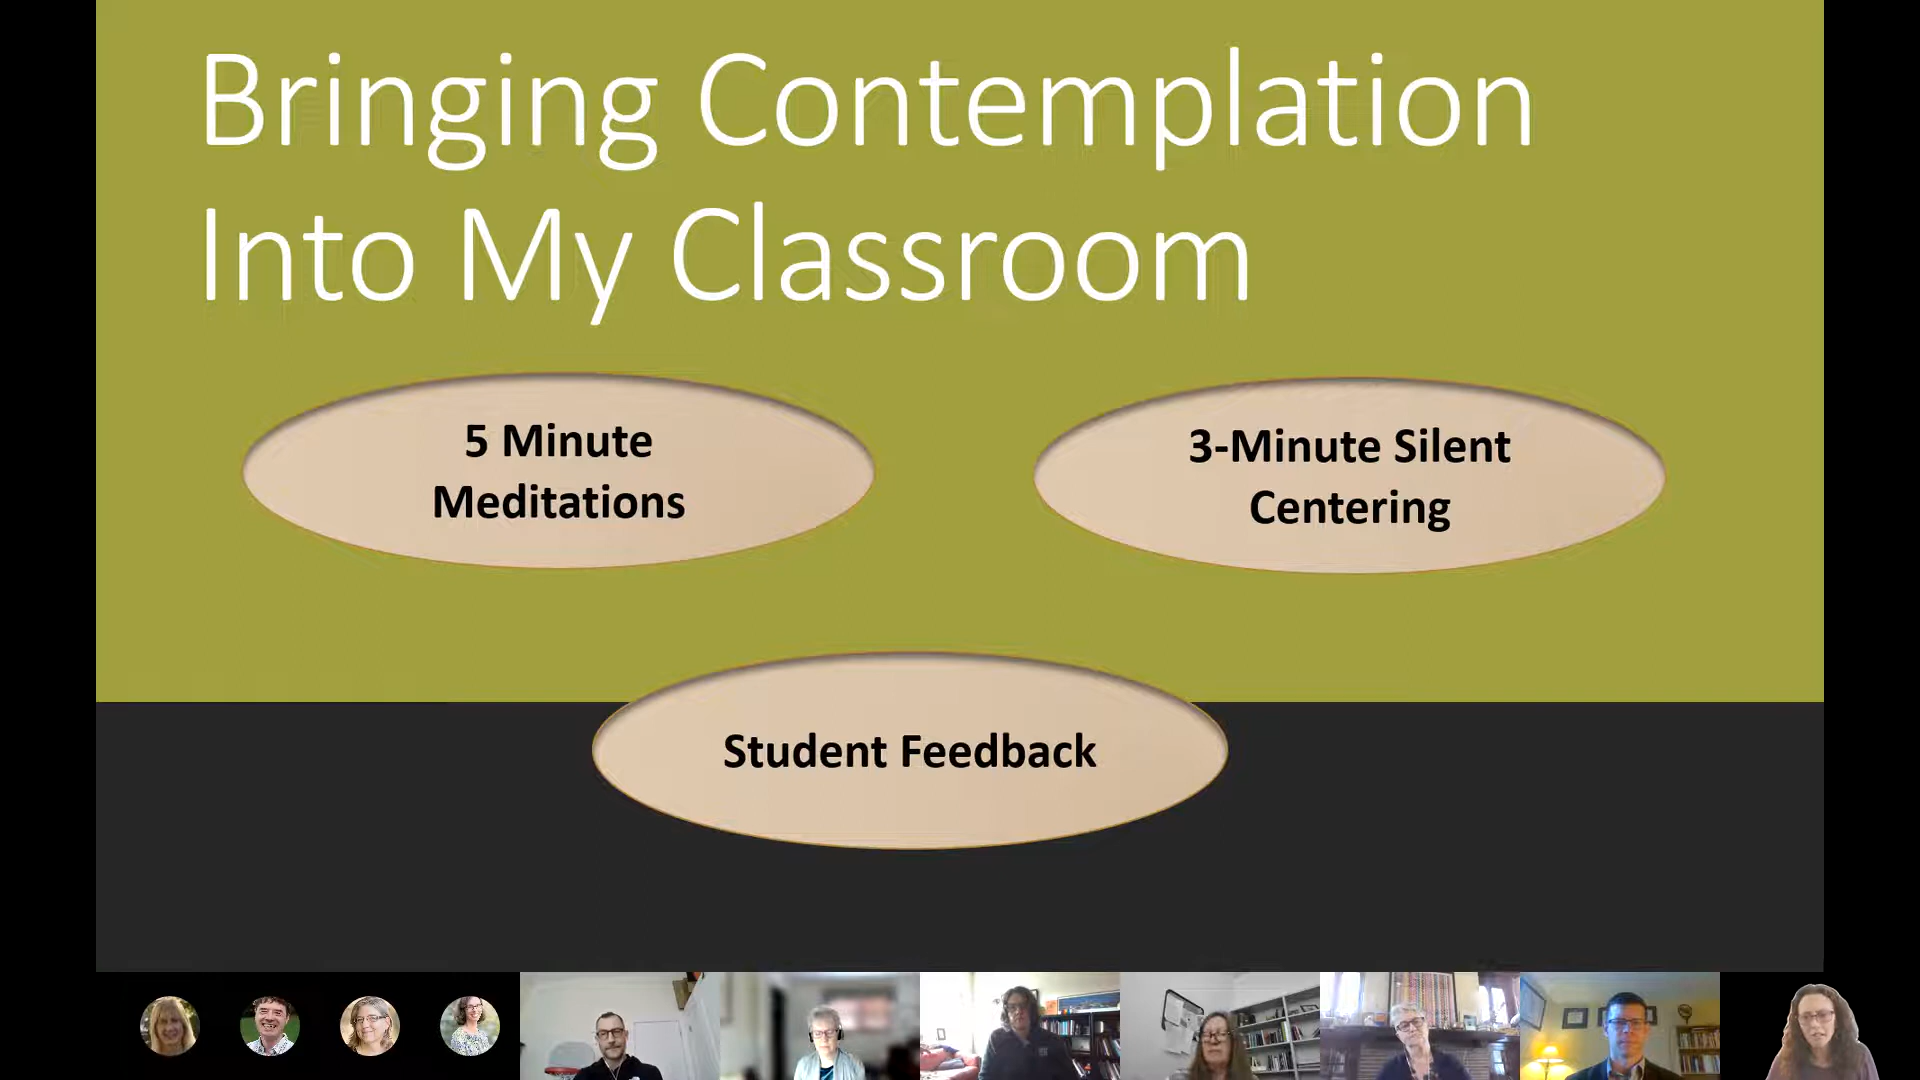 Bringing Contemplation
Into My Classroom
5 Minute
Meditations
3-Minute Silent
Centering
Student Feedback